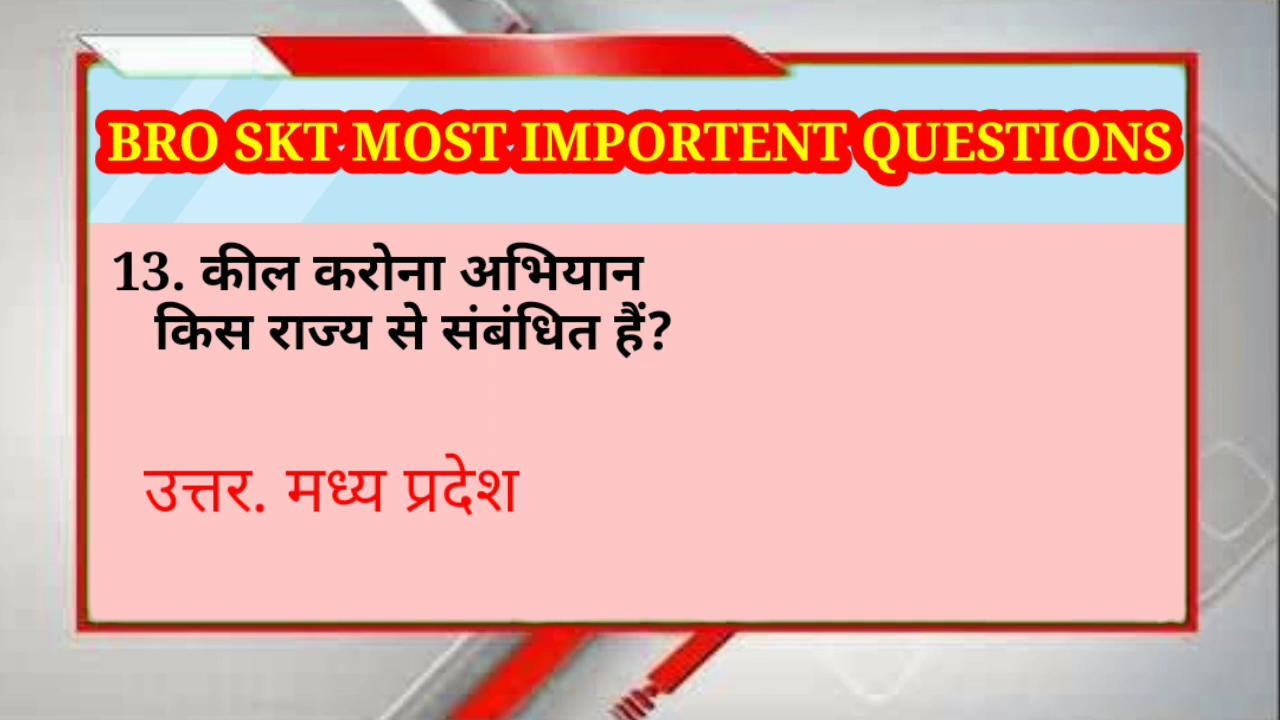 BRO SKT MOST IMPORTENT QUESTIONS
13. कील करोना अभियान
किस राज्य से संबंधित हैं?
उत्तर. मध्य प्रदेश